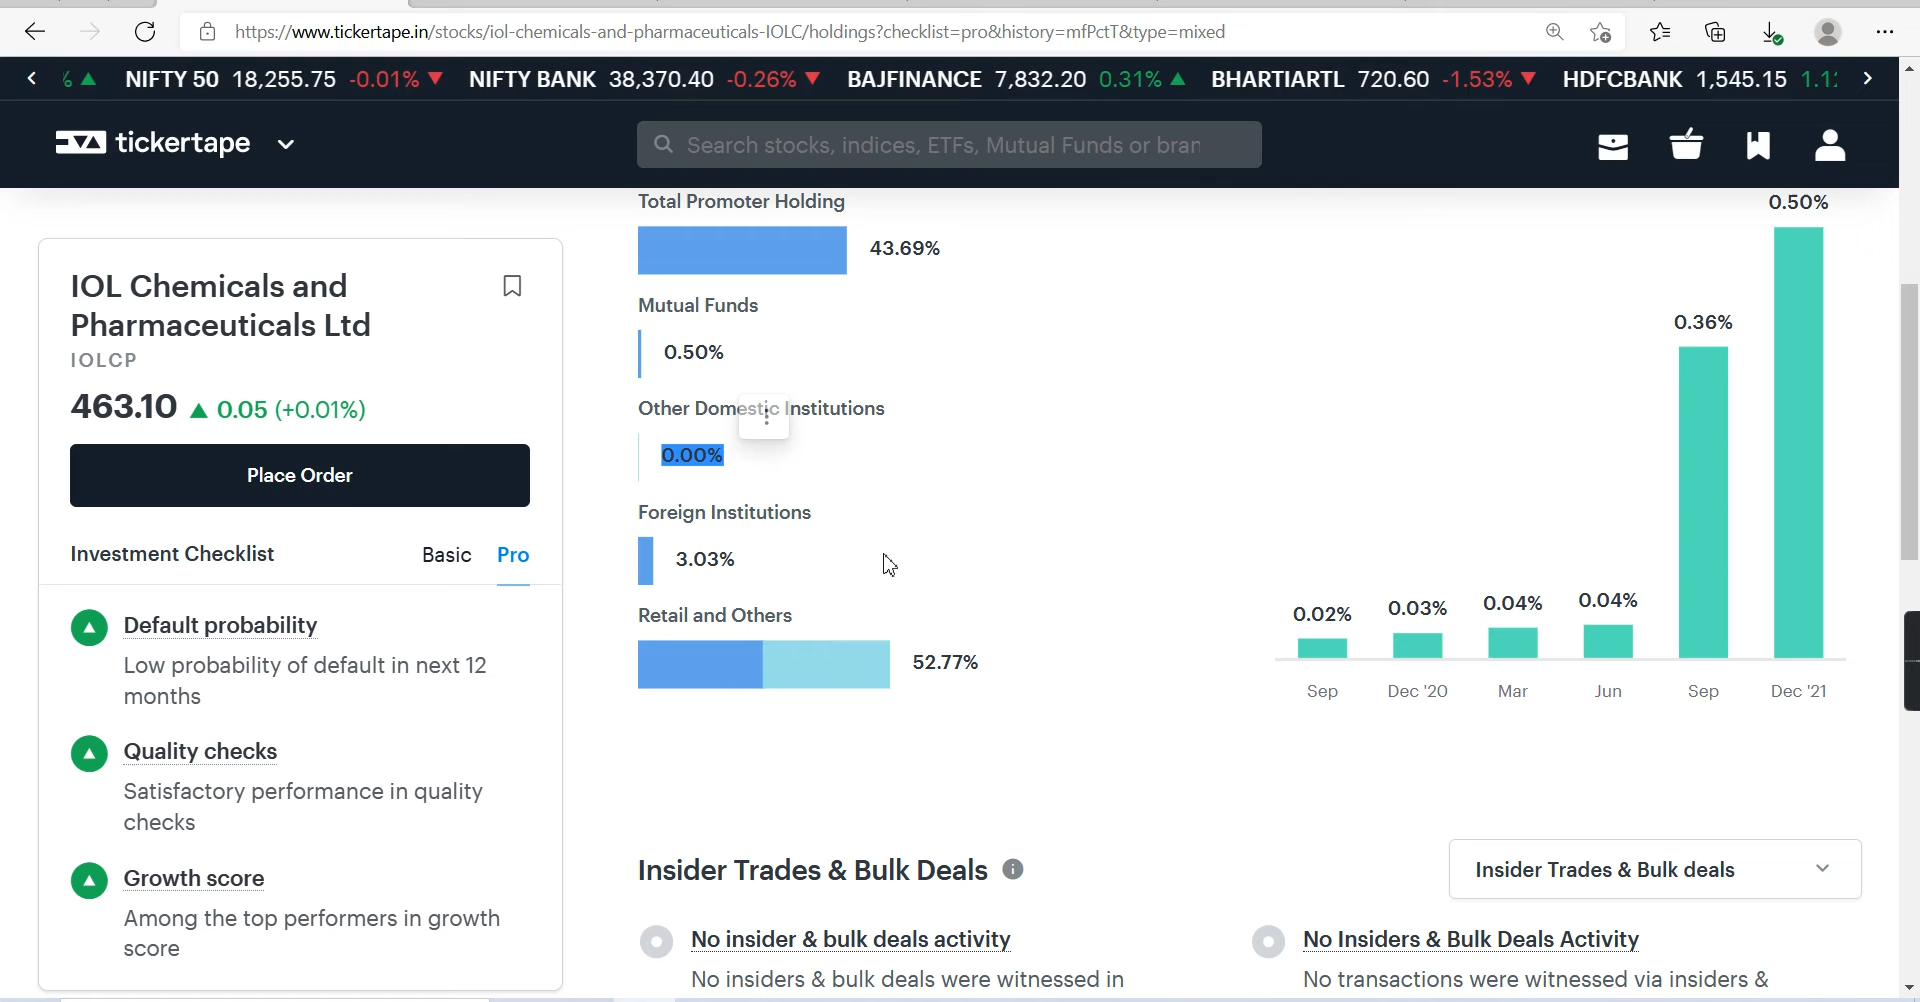 https://www.tickertape.in/stocks/iol-chemicals-and-pharmaceuticals-IOLC/holdings?checklist=pro&history=mfPctT&type=mixed
% ▲ NIFTY 50 18,255.75 -0.01% ▼ NIFTY BANK 38,370.40 -0.26% ▼ BAJFINANCE 7,832.20 0.31% ▲ BHARTIARTL 720.60 -1.53% ▼ HDFCBANK 1,545.15
tickertape
Search stocks, indices, ETFs, Mutual Funds or bran
IOL Chemicals and
Pharmaceuticals Ltd
IOLCP
463.10 ▲ 0.05 (+0.01%)
Place Order
Investment Checklist Basic Pro
Default probability
Low probability of default in next 12
months
Quality checks
Satisfactory performance in quality
checks
Growth score
Among the top performers in growth
score
Total Promoter Holding
43.69%
Mutual Funds
0.50%
Other Domestic Institutions
0.00%
Foreign Institutions
3.03%
Retail and Others
52.77%
0.02% 0.03% 0.04% 0.04% 0.36% 0.50%
Sep Dec '20 Mar Jun Sep Dec '21
Insider Trades & Bulk Deals
Insider Trades & Bulk deals
No insider & bulk deals activity
No insiders & bulk deals were witnessed in
No Insiders & Bulk Deals Activity
No transactions were witnessed via insiders &